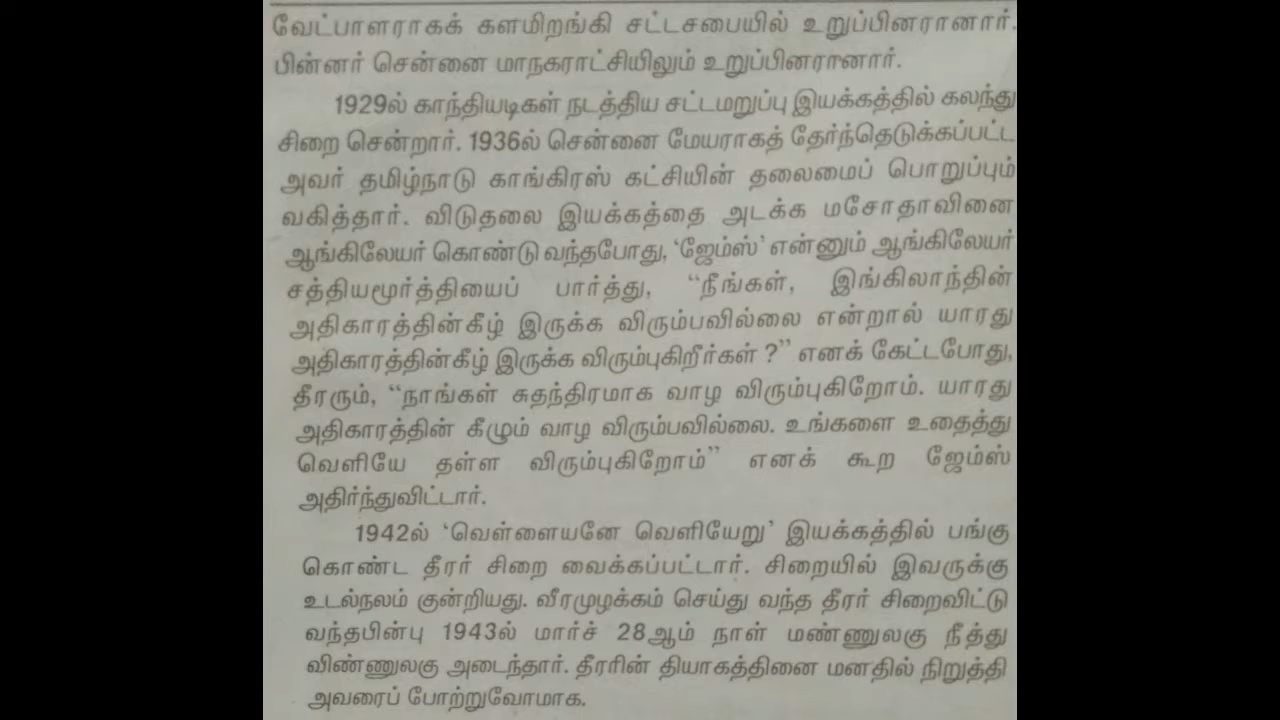 வேட்பாளராகக் களமிறங்கி சட்டசபையில் உறுப்பினரானார்.
பின்னர் சென்னை மாநகராட்சியிலும் உறுப்பினரானார்.
1929ல் காந்தியடிகள் நடத்திய சட்டமறுப்பு இயக்கத்தில் கலந்து
சிறை சென்றார். 1936ல் சென்னை மேயராகத் தேர்ந்தெடுக்கப்பட்ட
அவர் தமிழ்நாடு காங்கிரஸ் கட்சியின் தலைமைப் பொறுப்பும்
வகித்தார். விடுதலை இயக்கத்தை அடக்க மசோதாவினை
ஆங்கிலேயர் கொண்டு வந்தபோது, ‘ஜேம்ஸ்’ என்னும் ஆங்கிலேயர்
சத்தியமூர்த்தியைப் பார்த்து, “நீங்கள், இங்கிலாந்தின்
அதிகாரத்தின்கீழ் இருக்க விரும்பவில்லை என்றால் யாரது
அதிகாரத்தின்கீழ் இருக்க விரும்புகிறீர்கள் ?” எனக் கேட்டபோது,
தீரரும், “நாங்கள் சுதந்திரமாக வாழ விரும்புகிறோம். யாரது
அதிகாரத்தின் கீழும் வாழ விரும்பவில்லை. உங்களை உதைத்து
வெளியே தள்ள விரும்புகிறோம்” எனக் கூற ஜேம்ஸ்
அதிர்ந்துவிட்டார்.
1942ல் ‘வெள்ளையனே வெளியேறு’ இயக்கத்தில் பங்கு
கொண்ட தீரர் சிறை வைக்கப்பட்டார். சிறையில் இவருக்கு
உடல்நலம் குன்றியது. வீரமுழக்கம் செய்து வந்த தீரர் சிறைவிட்டு
வந்தபின்பு 1943ல் மார்ச் 28ஆம் நாள் மண்ணுலகு நீத்து
விண்ணுலகு அடைந்தார். தீரரின் தியாகத்தினை மனதில் நிறுத்தி
அவரைப் போற்றுவோமாக.